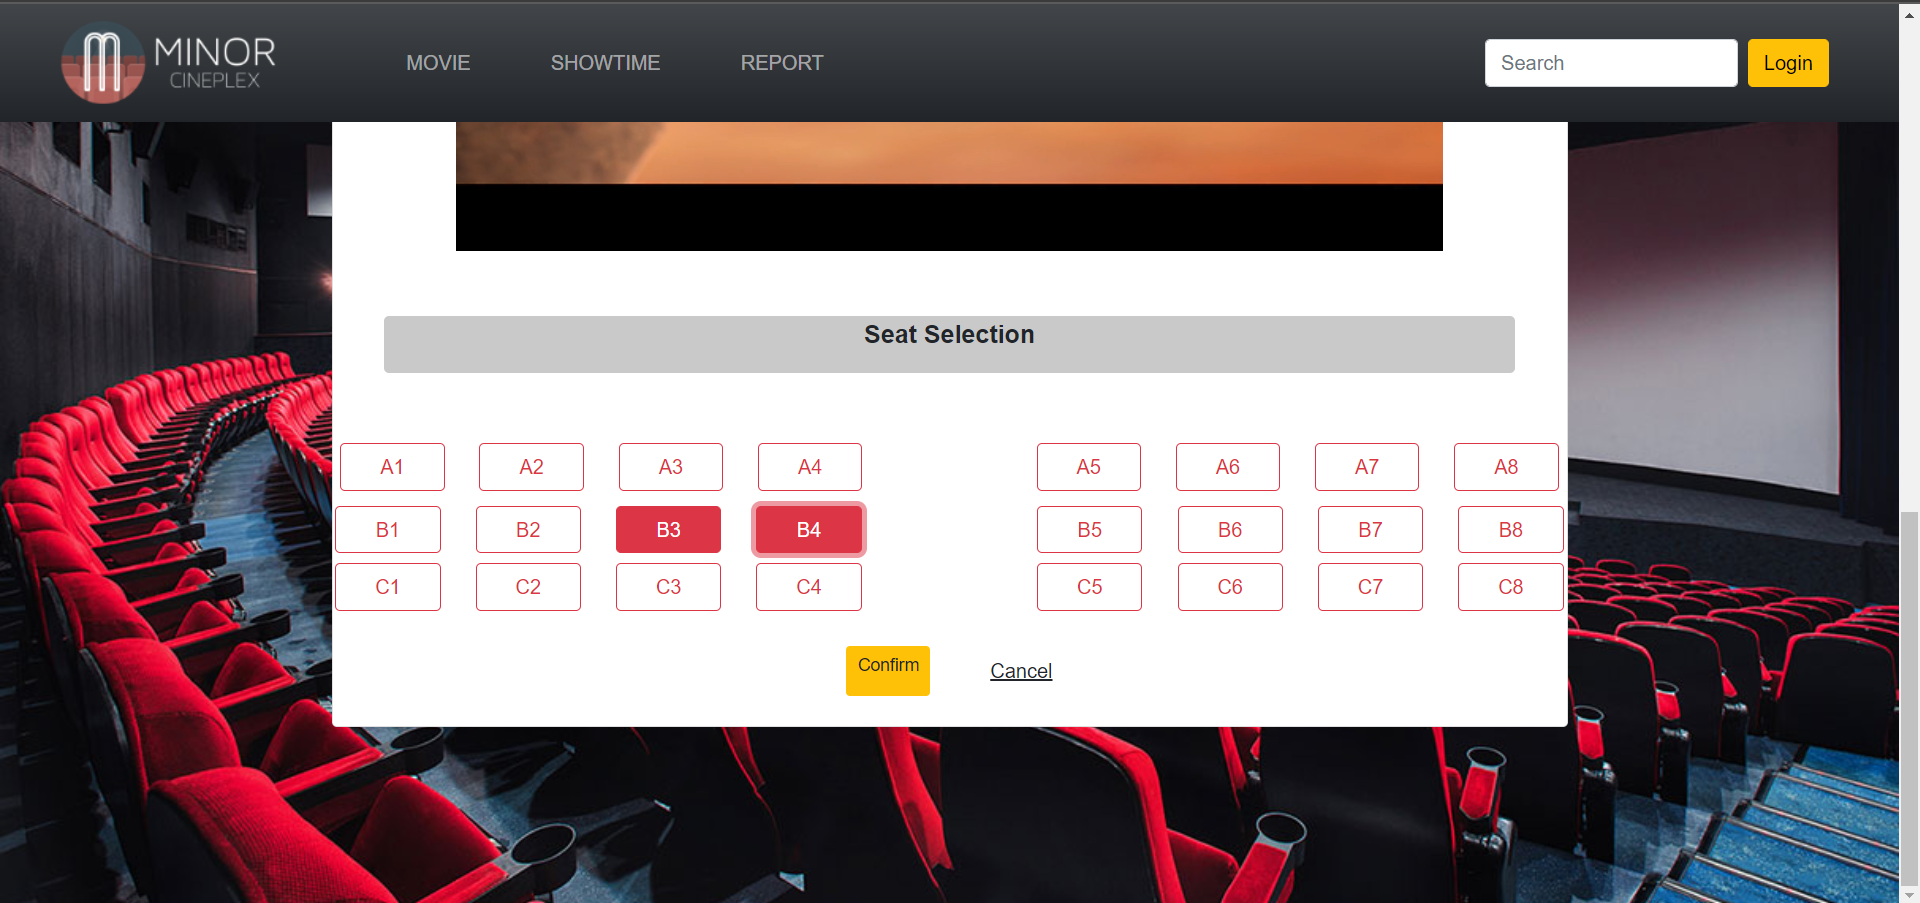 MINOR
CINEPLEX
MOVIE SHOWTIME REPORT
Search Login
Seat Selection
A1 A2 A3 A4 A5 A6 A7 A8
B1 B2 B3 B4 B5 B6 B7 B8
C1 C2 C3 C4 C5 C6 C7 C8
Confirm Cancel